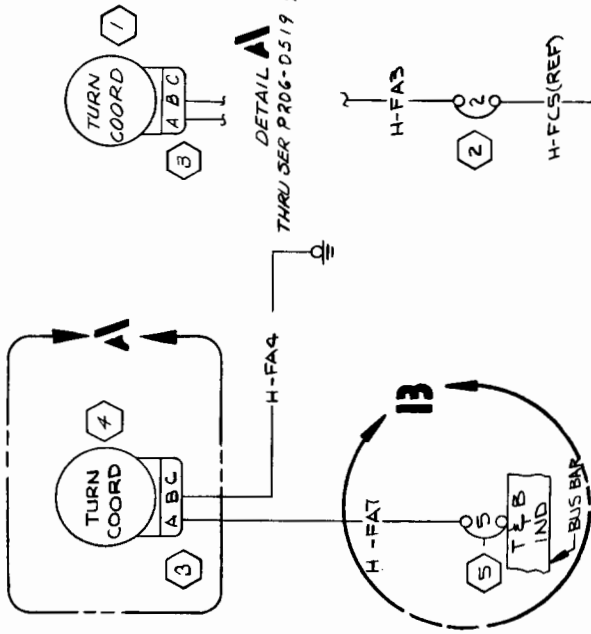 TURN
COORD
A B C
4
3
A
H-FA4
H-FA7
5
5
T & B
IND
BUS BAR
B
TURN
COORD
A B C
1
3
DETAIL A
THRU SER P206-0519
H-FA3
2
2
H-FC5(REF)